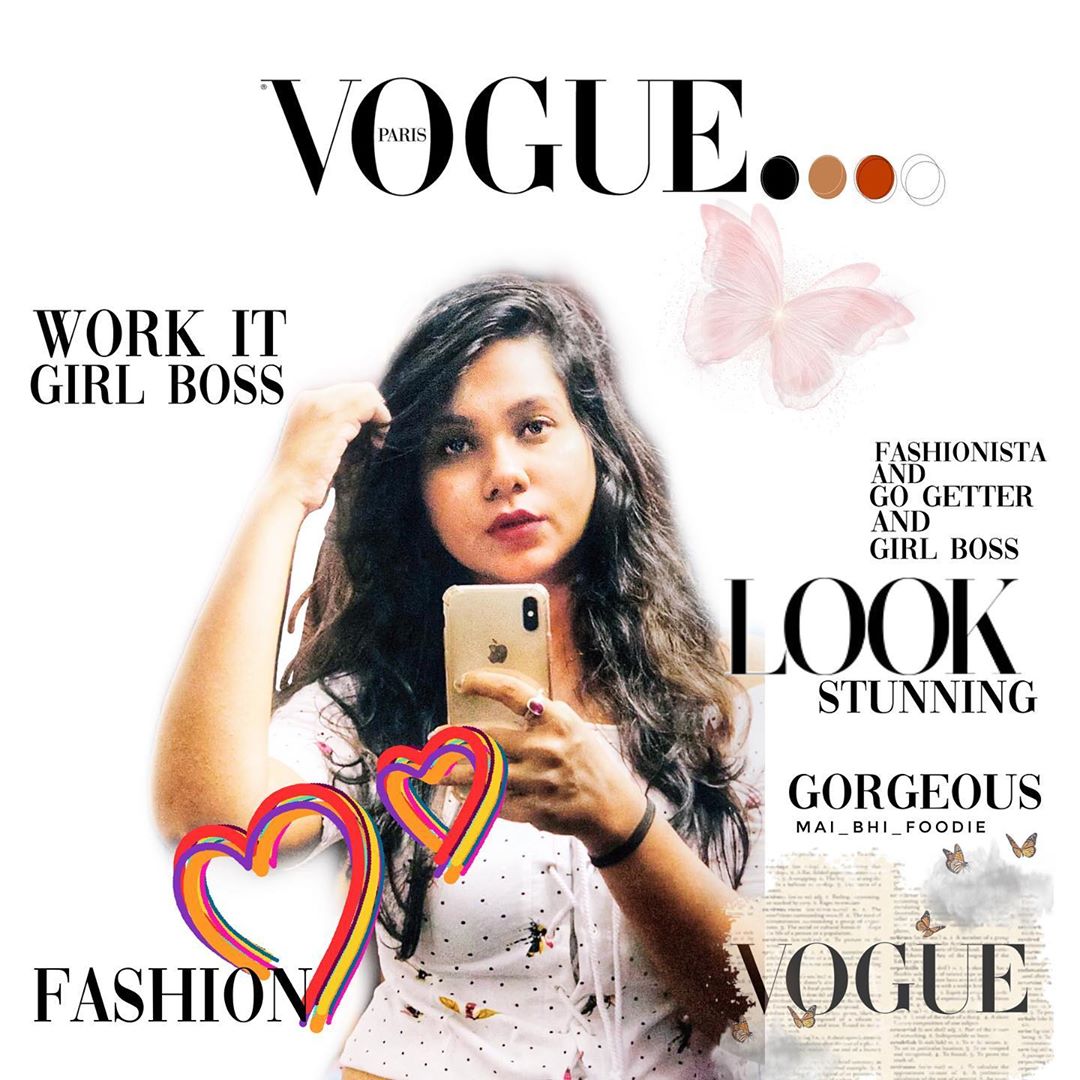 VOGUE
PARIS
WORK IT
GIRL BOSS
FASHIONISTA
AND
GO GETTER
AND
GIRL BOSS
LOOK
STUNNING
GORGEOUS
MAI_BHI_FOODIE
VOGUE
FASHION